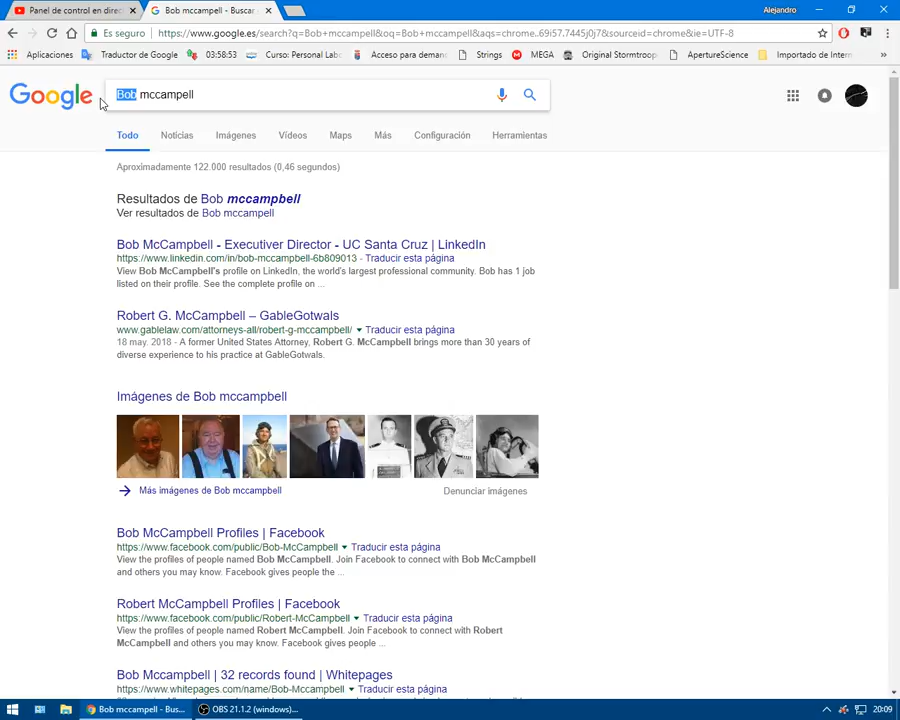 Panel de control en direc
Bob mccampell - Buscar
Alejandro
Es seguro
https://www.google.es/search?q=Bob+mccampell&oq=Bob+mccampell&aqs=chrome..69i57.7445j0j7&sourceid=chrome&ie=UTF-8
Aplicaciones
Traductor de Google
03:58:53
Curso: Personal Labo
Acceso para demand
Strings
MEGA
Original Stormtroop
ApertureScience
Importado de Intern
Google
Bob mccampell
Todo
Noticias
Imágenes
Vídeos
Maps
Más
Configuración
Herramientas
Aproximadamente 122.000 resultados (0,46 segundos)
Resultados de Bob mccampbell
Ver resultados de Bob mccampell
Bob McCampbell - Executiver Director - UC Santa Cruz | LinkedIn
https://www.linkedin.com/in/bob-mccampbell-6b809013 - Traducir esta página
View Bob McCampbell's profile on LinkedIn, the world's largest professional community. Bob has 1 job
listed on their profile. See the complete profile on ...
Robert G. McCampbell – GableGotwals
www.gablelaw.com/attorneys-all/robert-g-mccampbell/ Traducir esta página
18 may. 2018 - A former United States Attorney, Robert G. McCampbell brings more than 30 years of
diverse experience to his practice at GableGotwals.
Imágenes de Bob mccampbell
Más imágenes de Bob mccampbell
Denunciar imágenes
Bob McCampbell Profiles | Facebook
https://www.facebook.com/public/Bob-McCampbell Traducir esta página
View the profiles of people named Bob McCampbell. Join Facebook to connect with Bob McCampbell
and others you may know. Facebook gives people the ...
Robert McCampbell Profiles | Facebook
https://www.facebook.com/public/Robert-McCampbell Traducir esta página
View the profiles of people named Robert McCampbell. Join Facebook to connect with Robert
McCampbell and others you may know. Facebook gives people ...
Bob Mccampbell | 32 records found | Whitepages
https://www.whitepages.com/name/Bob-Mccampbell Traducir esta página
Bob mccampell - Bus...
OBS 21.1.2 (windows)...
20:09